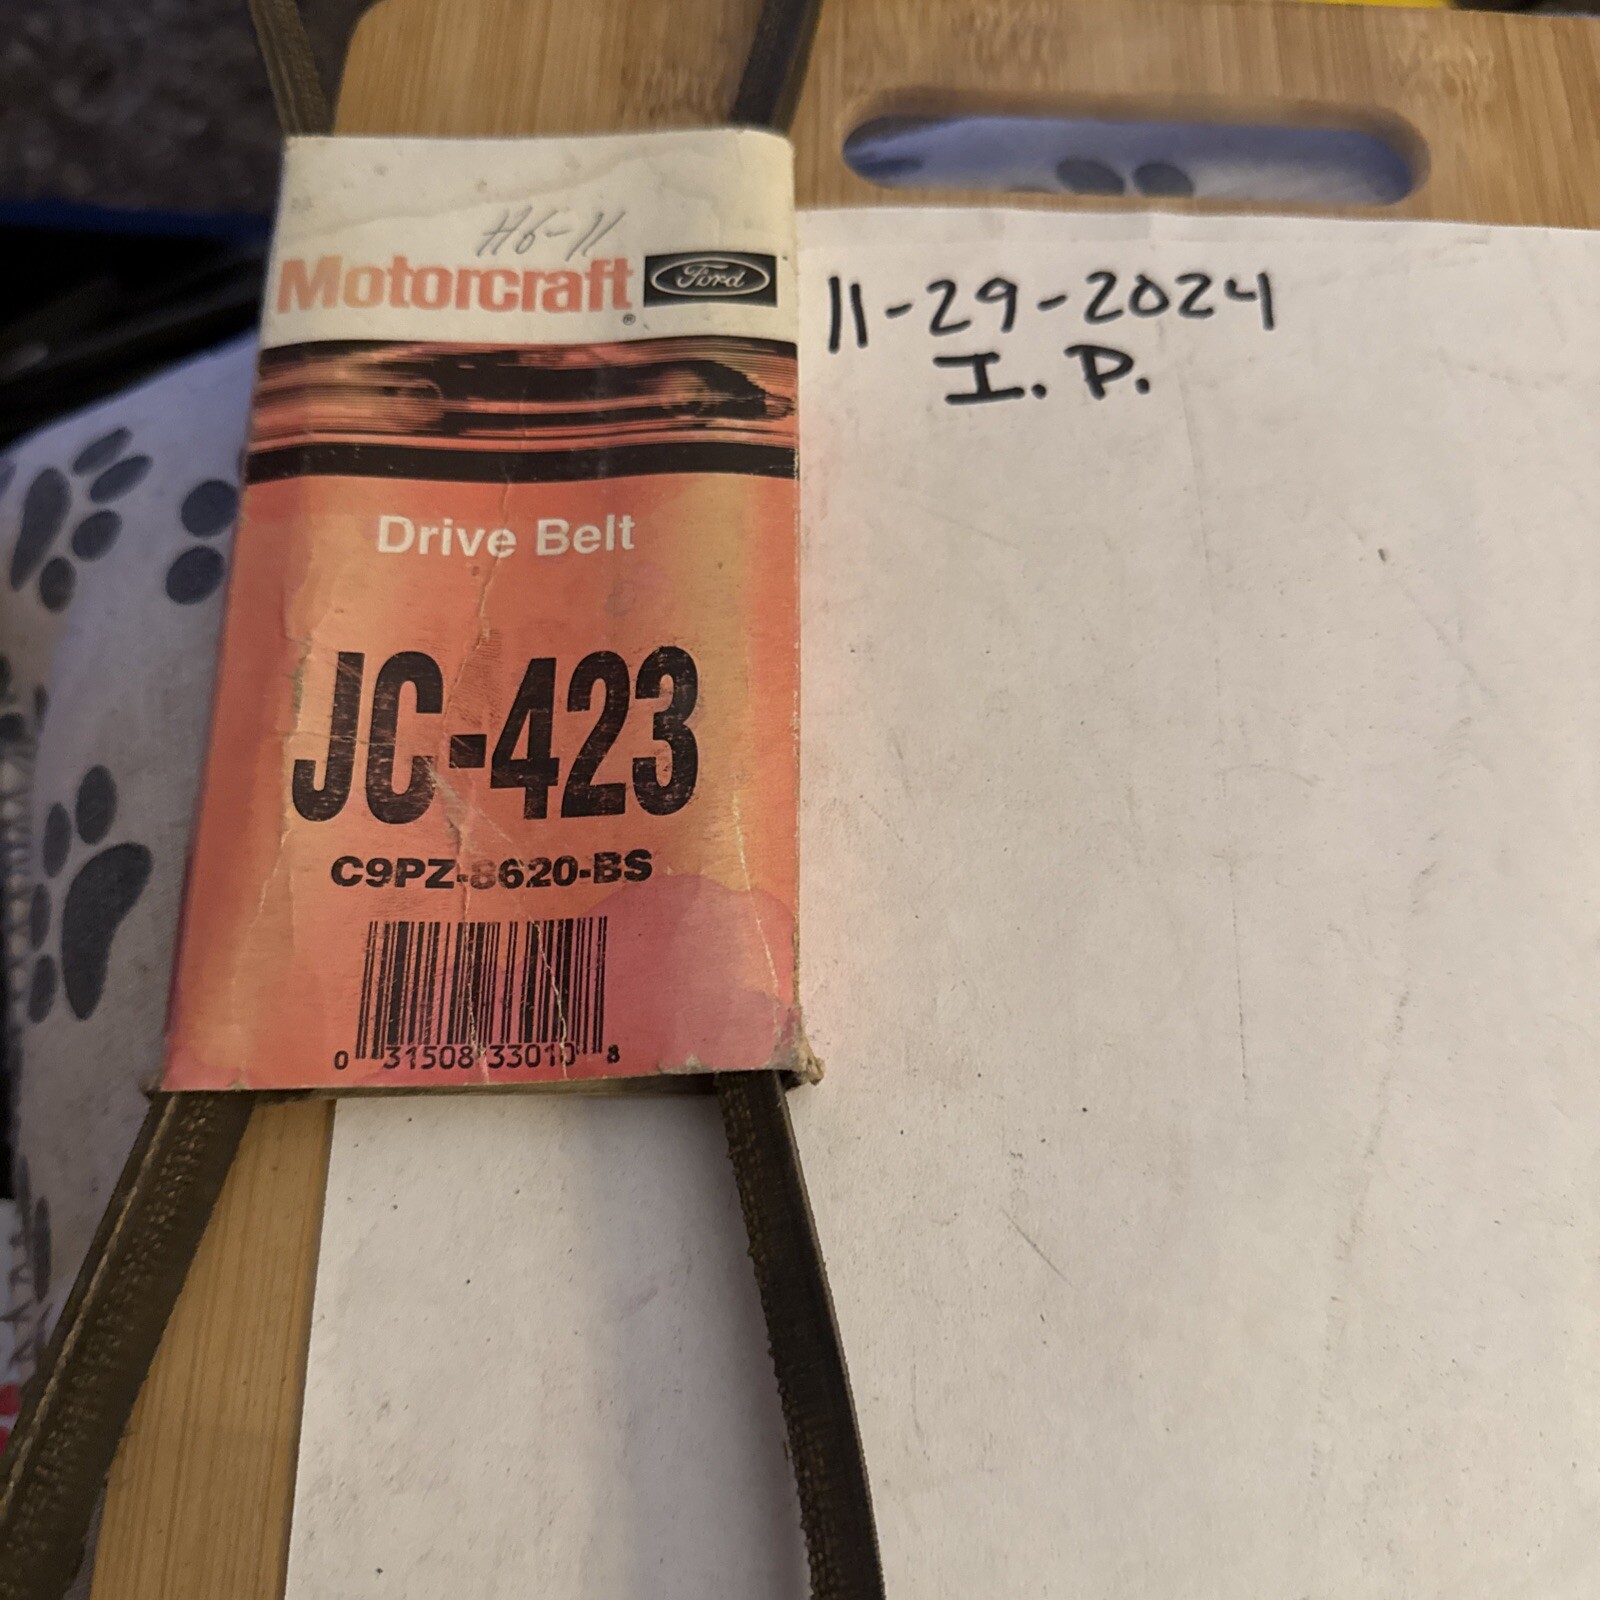 H6-11
Motorcraft® Ford
11-29-2024
I. P.
Drive Belt
JC-423
C9PZ-8620-BS
0 31508 33010 8